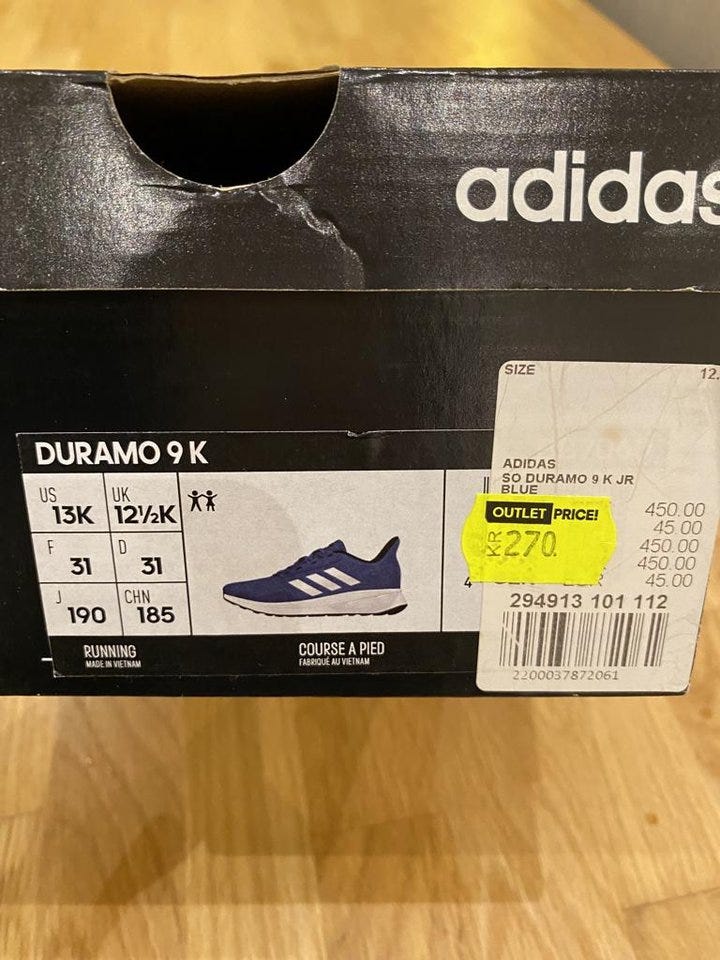 adidas
SIZE 12.
DURAMO 9 K
US 13K UK 12½K
F 31 D 31
J 190 CHN 185
RUNNING
MADE IN VIETNAM
COURSE A PIED
FABRIQUÉ AU VIETNAM
ADIDAS
SO DURAMO 9 K JR
BLUE
OUTLET PRICE!
KR 270.
450.00
45.00
450.00
450.00
45.00
294913 101 112
2200037872061